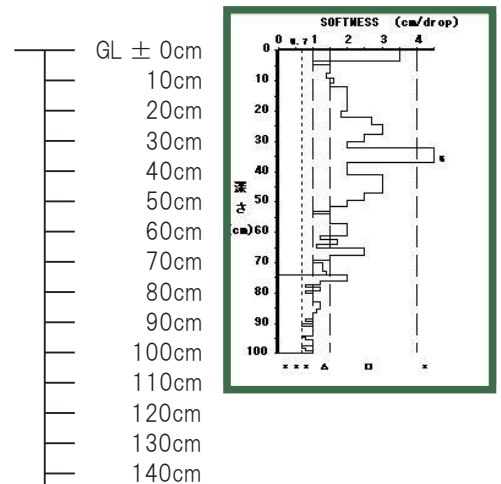 GL ± 0cm
10cm
20cm
30cm
40cm
50cm
60cm
70cm
80cm
90cm
100cm
110cm
120cm
130cm
140cm
SOFTNESS (cm/drop)
0 0.7 1 2 3 4
0
10
20
30
40
深さ
50
(cm)60
70
80
90
100
× × × △ □ *